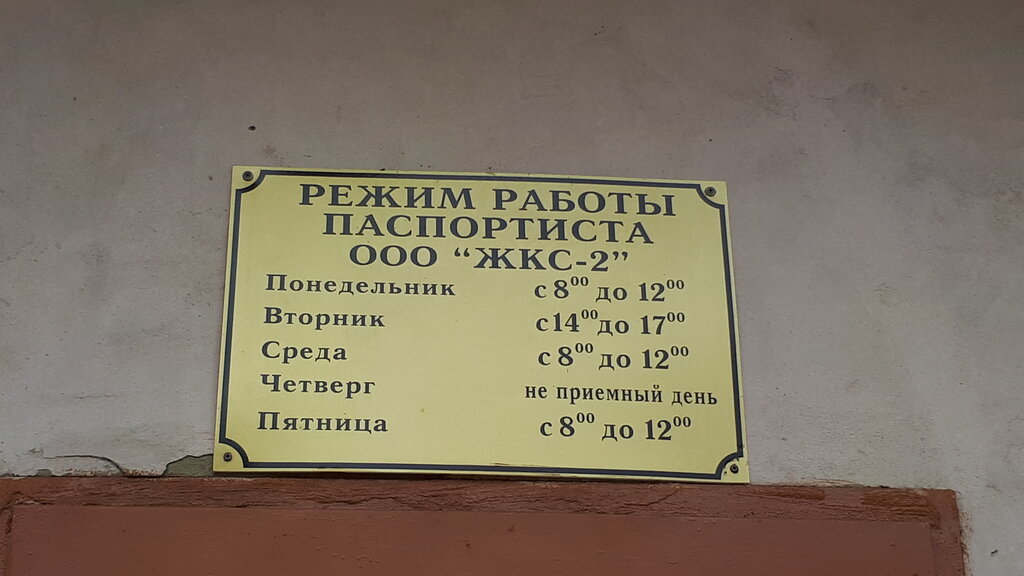 РЕЖИМ РАБОТЫ
ПАСПОРТИСТА
ООО "ЖКС-2"
Понедельник с 8⁰⁰ до 12⁰⁰
Вторник с 14⁰⁰ до 17⁰⁰
Среда с 8⁰⁰ до 12⁰⁰
Четверг не приемный день
Пятница с 8⁰⁰ до 12⁰⁰